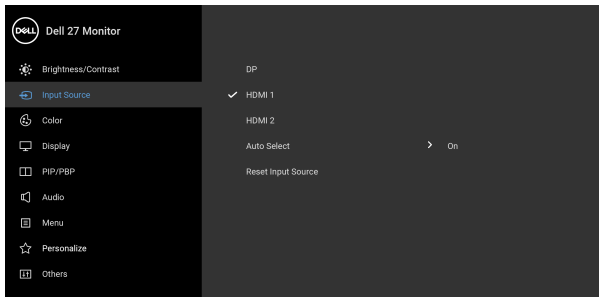 DELL Dell 27 Monitor
Brightness/Contrast DP
Input Source HDMI 1
Color HDMI 2
Display Auto Select On
PIP/PBP Reset Input Source
Audio
Menu
Personalize
Others